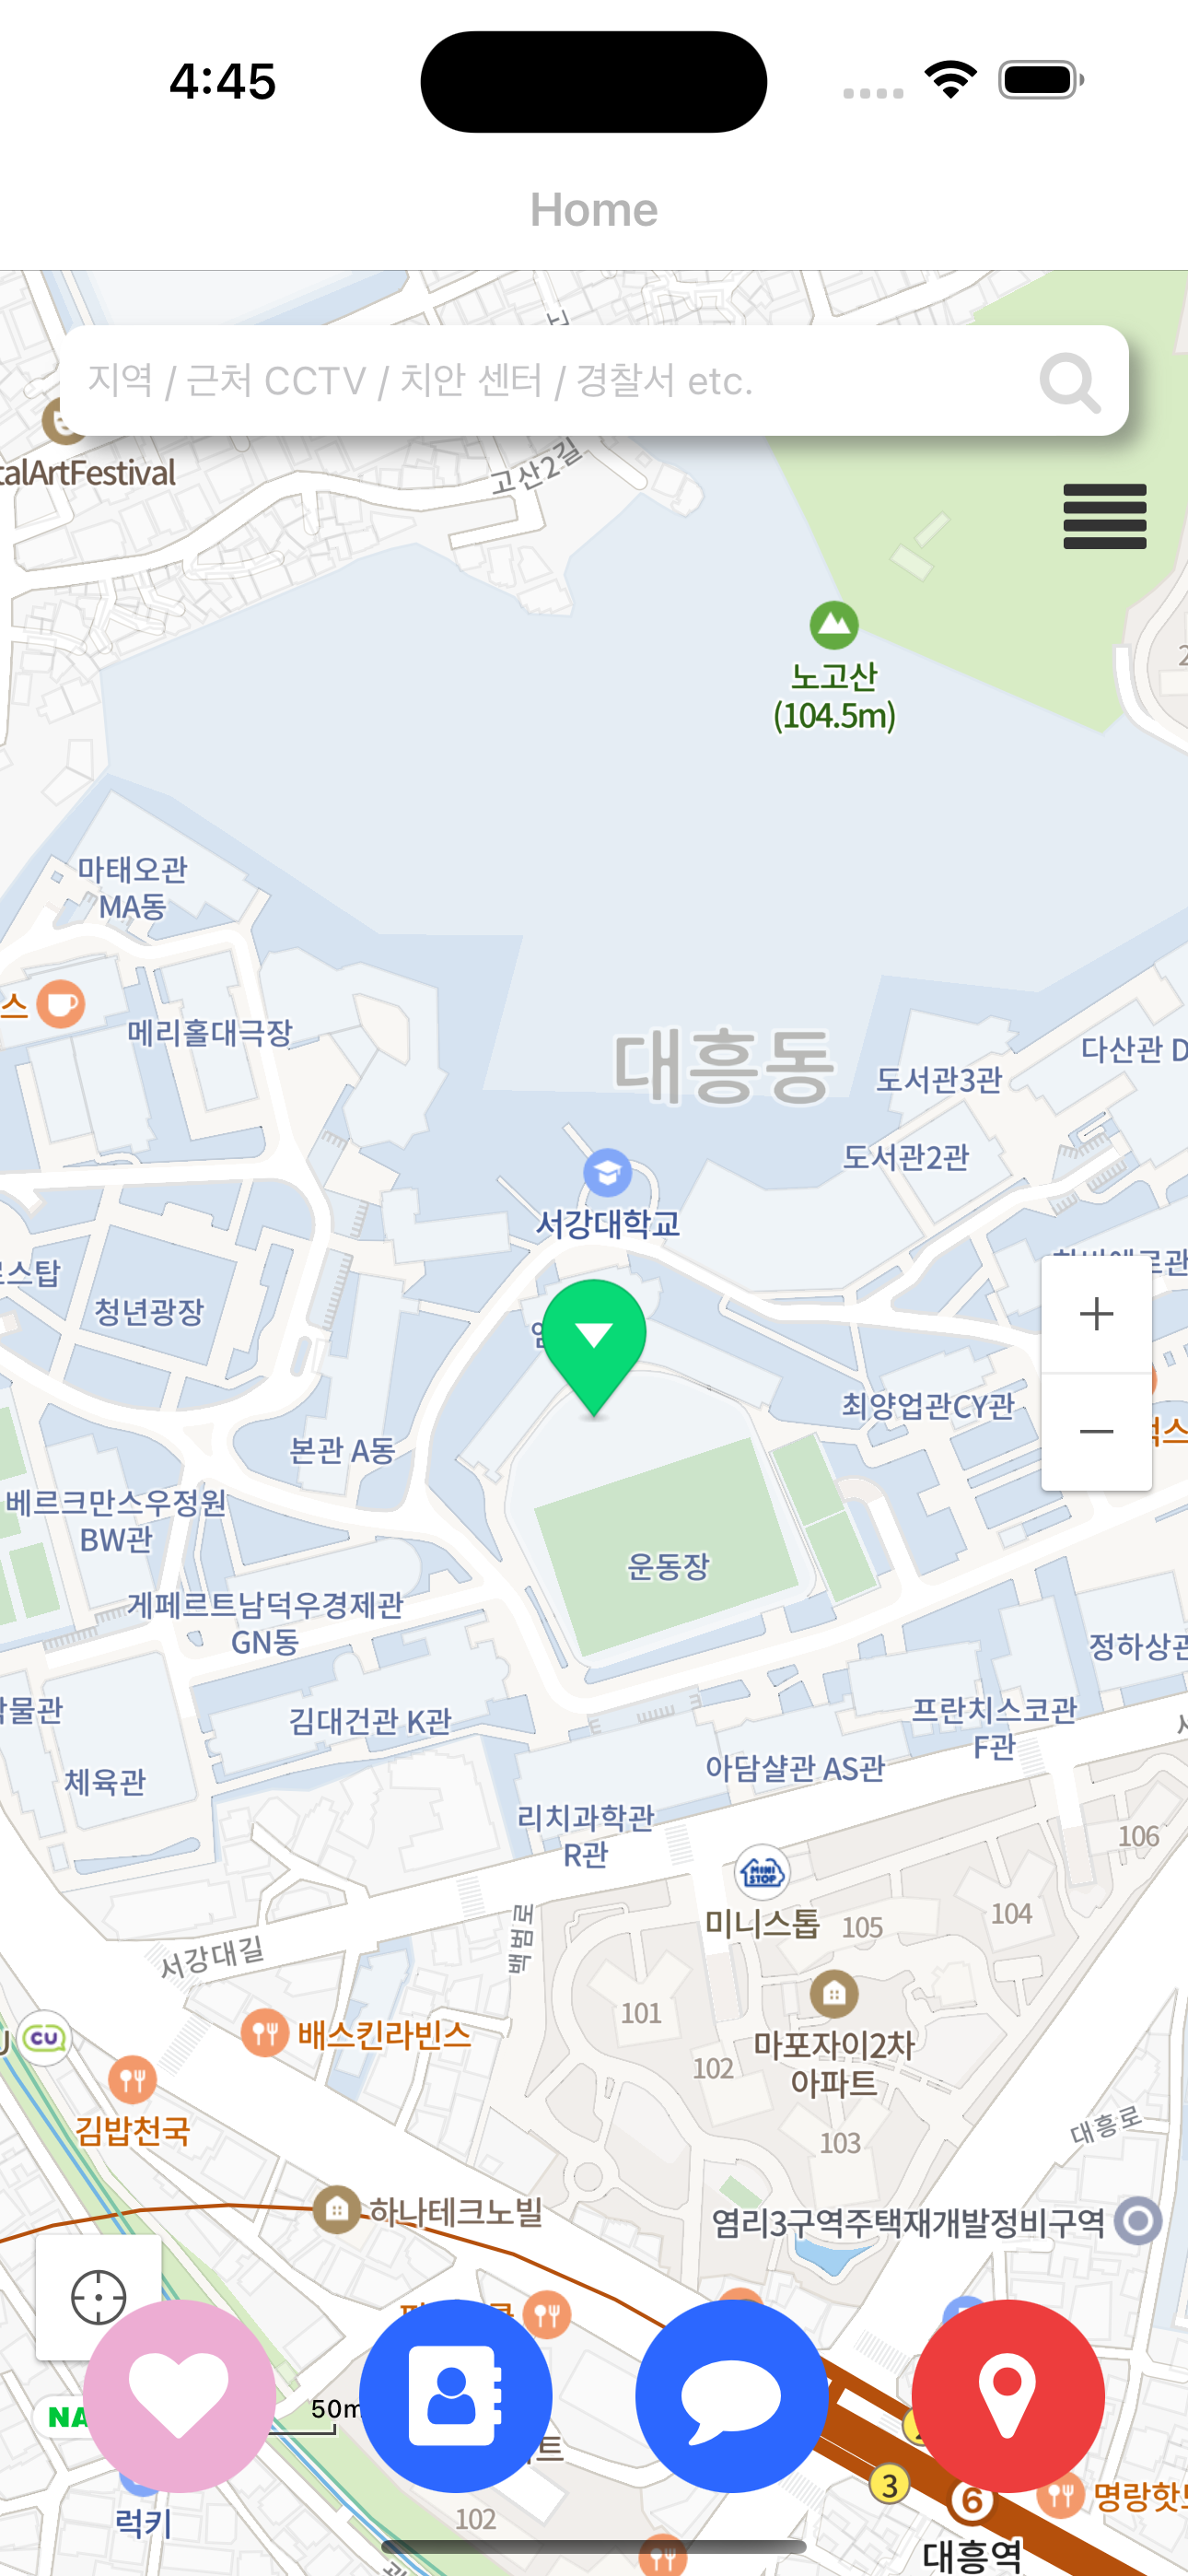 4:45
Home
지역 / 근처 CCTV / 치안 센터 / 경찰서 etc.
talArtFestival
고산2길
노고산
(104.5m)
마태오관
MA동
스
메리홀대극장
대흥동
다산관 D
도서관3관
도서관2관
서강대학교
스탑
청년광장
최양업관CY관
본관 A동
베르크만스우정원
BW관
운동장
게페르트남덕우경제관
GN동
정하상관
물관
김대건관 K관
프란치스코관
F관
체육관
아담샬관 AS관
리치과학관
R관
106
MINI
STOP
미니스톱
105
104
서강대길
백범로
101
CU
배스킨라빈스
마포자이2차
아파트
102
김밥천국
103
대흥로
하나테크노빌
염리3구역주택재개발정비구역
50m
NA
트
3
6
명랑핫
럭키
102
대흥역